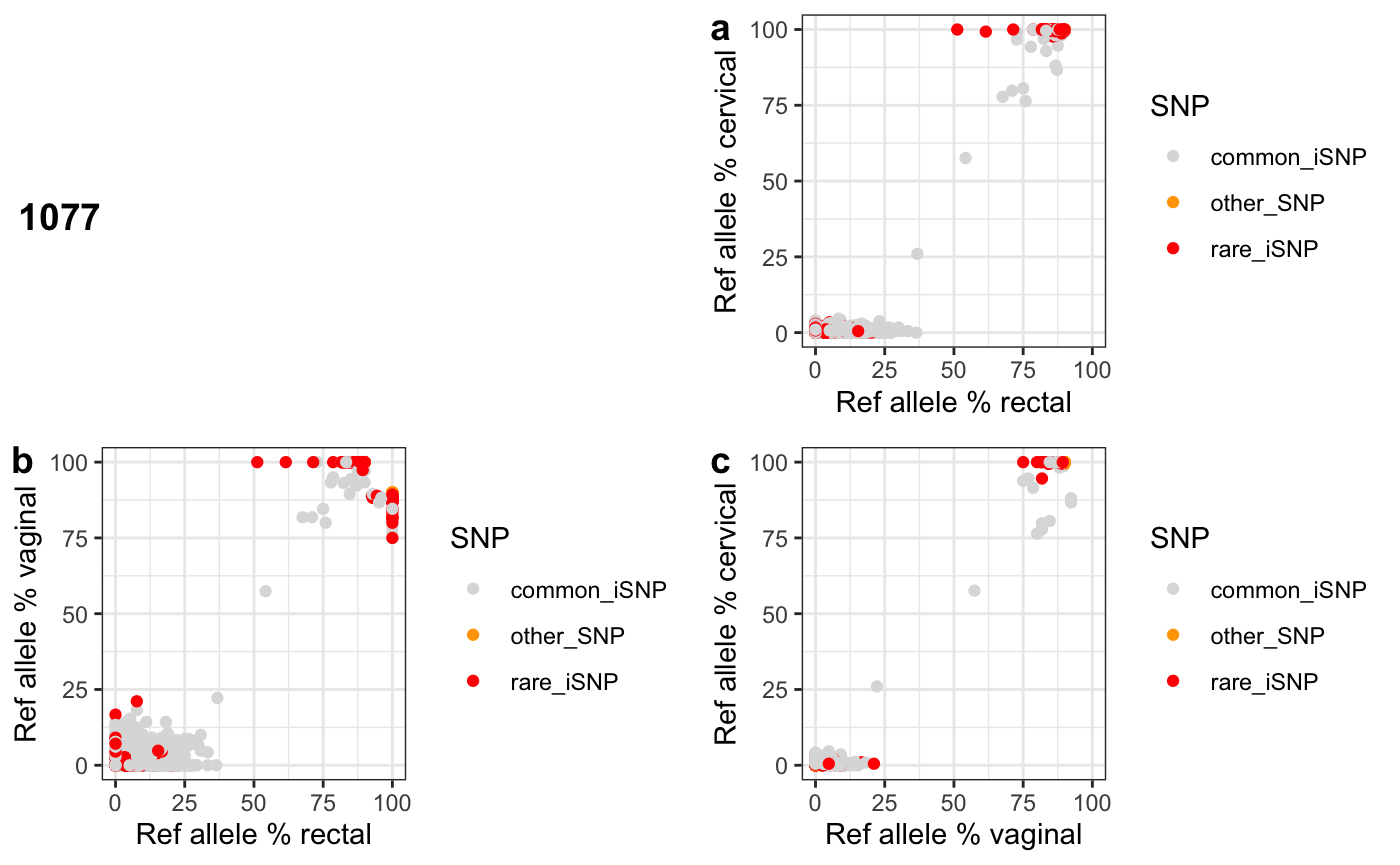 1077
a
Ref allele % cervical
100
75
50
25
0
0 25 50 75 100
Ref allele % rectal
SNP
common_iSNP
other_SNP
rare_iSNP
b
Ref allele % vaginal
100
75
50
25
0
0 25 50 75 100
Ref allele % rectal
SNP
common_iSNP
other_SNP
rare_iSNP
c
Ref allele % cervical
100
75
50
25
0
0 25 50 75 100
Ref allele % vaginal
SNP
common_iSNP
other_SNP
rare_iSNP